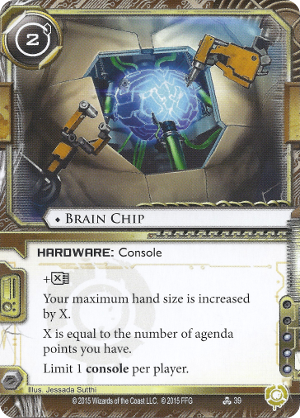 2
• BRAIN CHIP
HARDWARE: Console
+X
Your maximum hand size is increased
by X.
X is equal to the number of agenda
points you have.
Limit 1 console per player.
Illus. Jessada Sutthi
©2015 Wizards of the Coast LLC. ©2015 FFG 39